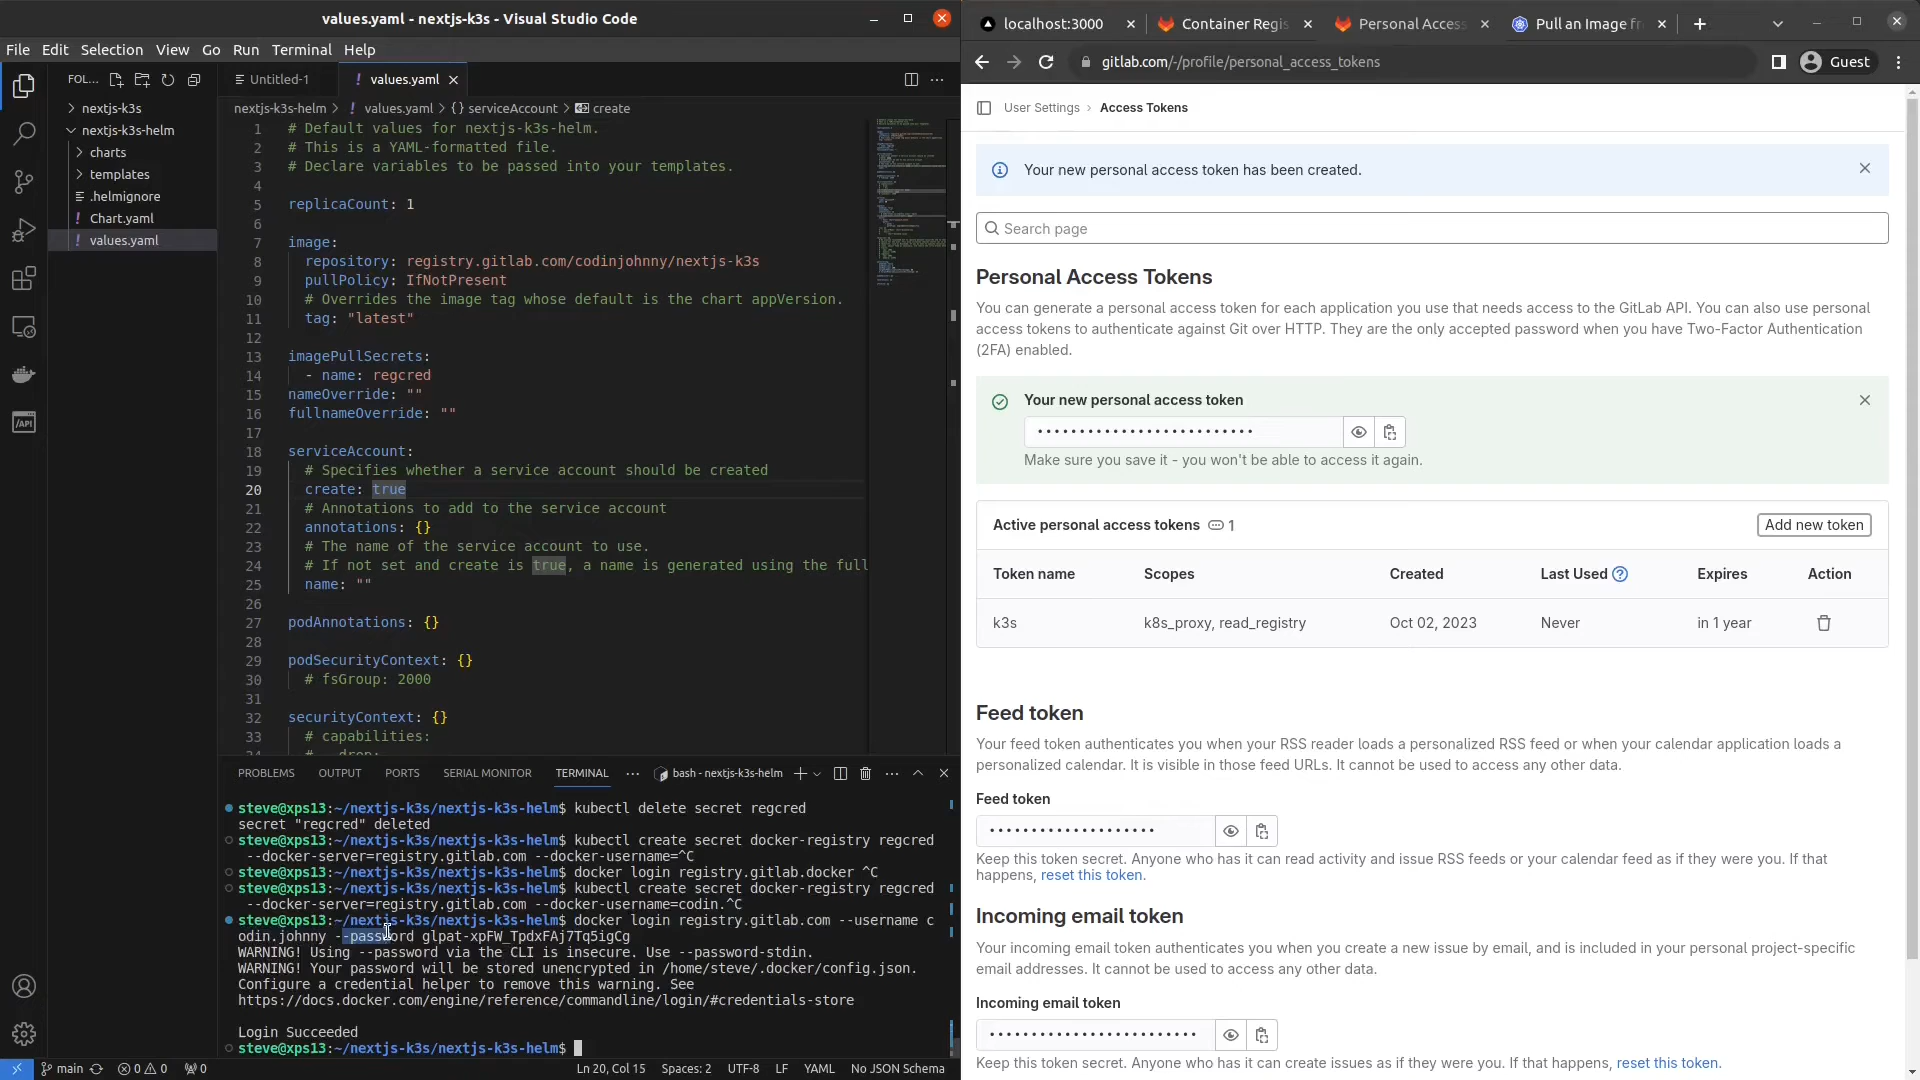 values.yaml - nextjs-k3s - Visual Studio Code
File Edit Selection View Go Run Terminal Help
FOL...
nextjs-k3s
nextjs-k3s-helm
charts
templates
.helmignore
Chart.yaml
values.yaml
Untitled-1
values.yaml
nextjs-k3s-helm > ! values.yaml > {} serviceAccount > create
1 # Default values for nextjs-k3s-helm.
2 # This is a YAML-formatted file.
3 # Declare variables to be passed into your templates.
4
5 replicaCount: 1
6
7 image:
8 repository: registry.gitlab.com/codinjohnny/nextjs-k3s
9 pullPolicy: IfNotPresent
10 # Overrides the image tag whose default is the chart appVersion.
11 tag: "latest"
12
13 imagePullSecrets:
14 - name: regcred
15 nameOverride: ""
16 fullnameOverride: ""
17
18 serviceAccount:
19 # Specifies whether a service account should be created
20 create: true
21 # Annotations to add to the service account
22 annotations: {}
23 # The name of the service account to use.
24 # If not set and create is true, a name is generated using the full
25 name: ""
26
27 podAnnotations: {}
28
29 podSecurityContext: {}
30 # fsGroup: 2000
31
32 securityContext: {}
33 # capabilities:
34 # drop:
PROBLEMS OUTPUT PORTS SERIAL MONITOR TERMINAL ... bash - nextjs-k3s-helm
steve@xps13:~/nextjs-k3s/nextjs-k3s-helm$ kubectl delete secret regcred
secret "regcred" deleted
steve@xps13:~/nextjs-k3s/nextjs-k3s-helm$ kubectl create secret docker-registry regcred
--docker-server=registry.gitlab.com --docker-username=^C
steve@xps13:~/nextjs-k3s/nextjs-k3s-helm$ docker login registry.gitlab.docker ^C
steve@xps13:~/nextjs-k3s/nextjs-k3s-helm$ kubectl create secret docker-registry regcred
--docker-server=registry.gitlab.com --docker-username=codin.^C
steve@xps13:~/nextjs-k3s/nextjs-k3s-helm$ docker login registry.gitlab.com --username c
odin.johnny --password glpat-xpFW_TpdxFAj7Tq5igCg
WARNING! Using --password via the CLI is insecure. Use --password-stdin.
WARNING! Your password will be stored unencrypted in /home/steve/.docker/config.json.
Configure a credential helper to remove this warning. See
https://docs.docker.com/engine/reference/commandline/login/#credentials-store
Login Succeeded
steve@xps13:~/nextjs-k3s/nextjs-k3s-helm$
main 0 0 0 Ln 20, Col 15 Spaces: 2 UTF-8 LF YAML No JSON Schema
localhost:3000
Container Regis
Personal Access
Pull an Image fr
gitlab.com/-/profile/personal_access_tokens
Guest
User Settings > Access Tokens
Your new personal access token has been created.
Search page
Personal Access Tokens
You can generate a personal access token for each application you use that needs access to the GitLab API. You can also use personal
access tokens to authenticate against Git over HTTP. They are the only accepted password when you have Two-Factor Authentication
(2FA) enabled.
Your new personal access token
Make sure you save it - you won't be able to access it again.
Active personal access tokens 1
Add new token
Token name Scopes Created Last Used Expires Action
k3s k8s_proxy, read_registry Oct 02, 2023 Never in 1 year
Feed token
Your feed token authenticates you when your RSS reader loads a personalized RSS feed or when your calendar application loads a
personalized calendar. It is visible in those feed URLs. It cannot be used to access any other data.
Feed token
Keep this token secret. Anyone who has it can read activity and issue RSS feeds or your calendar feed as if they were you. If that
happens, reset this token.
Incoming email token
Your incoming email token authenticates you when you create a new issue by email, and is included in your personal project-specific
email addresses. It cannot be used to access any other data.
Incoming email token
Keep this token secret. Anyone who has it can create issues as if they were you. If that happens, reset this token.